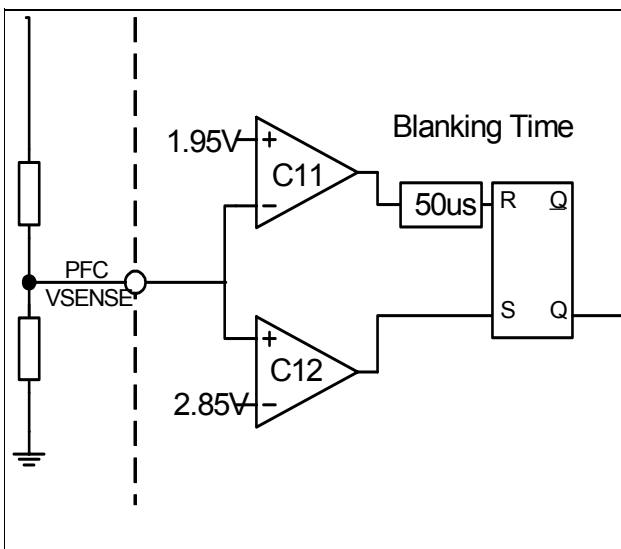 Blanking Time
1.95V
+
C11
−
50us
R Q
S Q
PFC
VSENSE
+
C12
2.85V
−